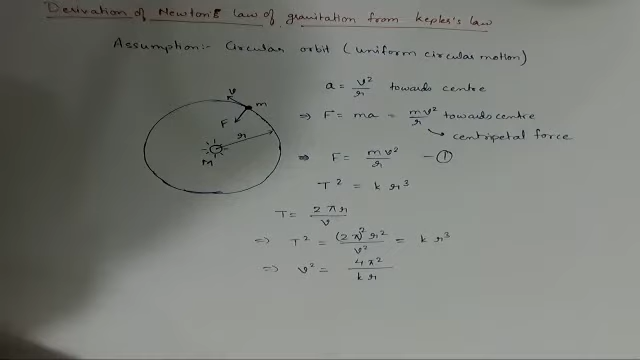 Derivation of Newton's law of gravitation from Kepler's law
Assumption:- Circular orbit (uniform circular motion)
a = v²/r towards centre
⇒ F = ma = mv²/r towards centre
centripetal force
v
m
F
r
M
⇒ F = mv²/r — ①
T² = k r³
T = 2πr/v
⇒ T² = (2π)² r²/v² = k r³
⇒ v² = 4π²/kr